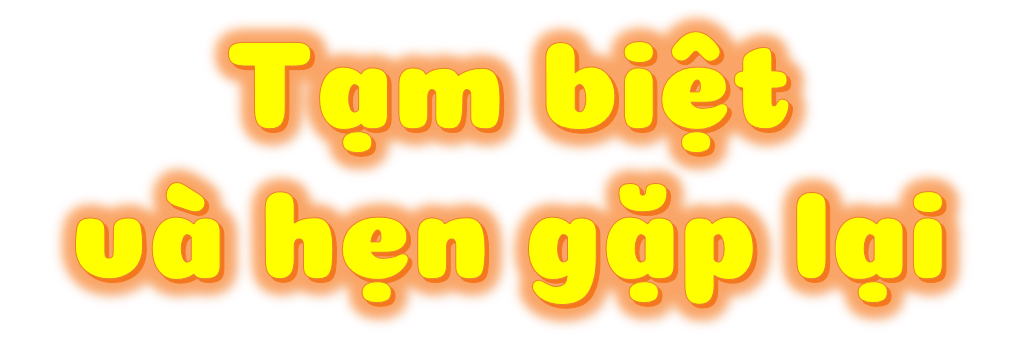 Tạm biệt
và hẹn gặp lại